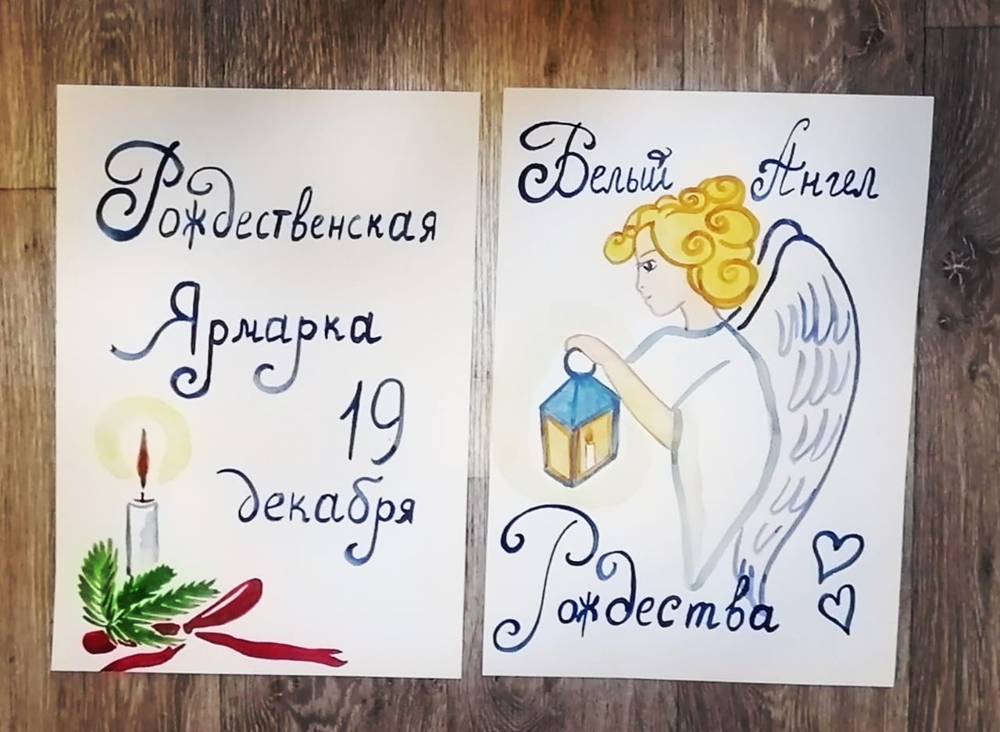 Рождественская
Ярмарка
19
декабря
Белый Ангел
Рождества